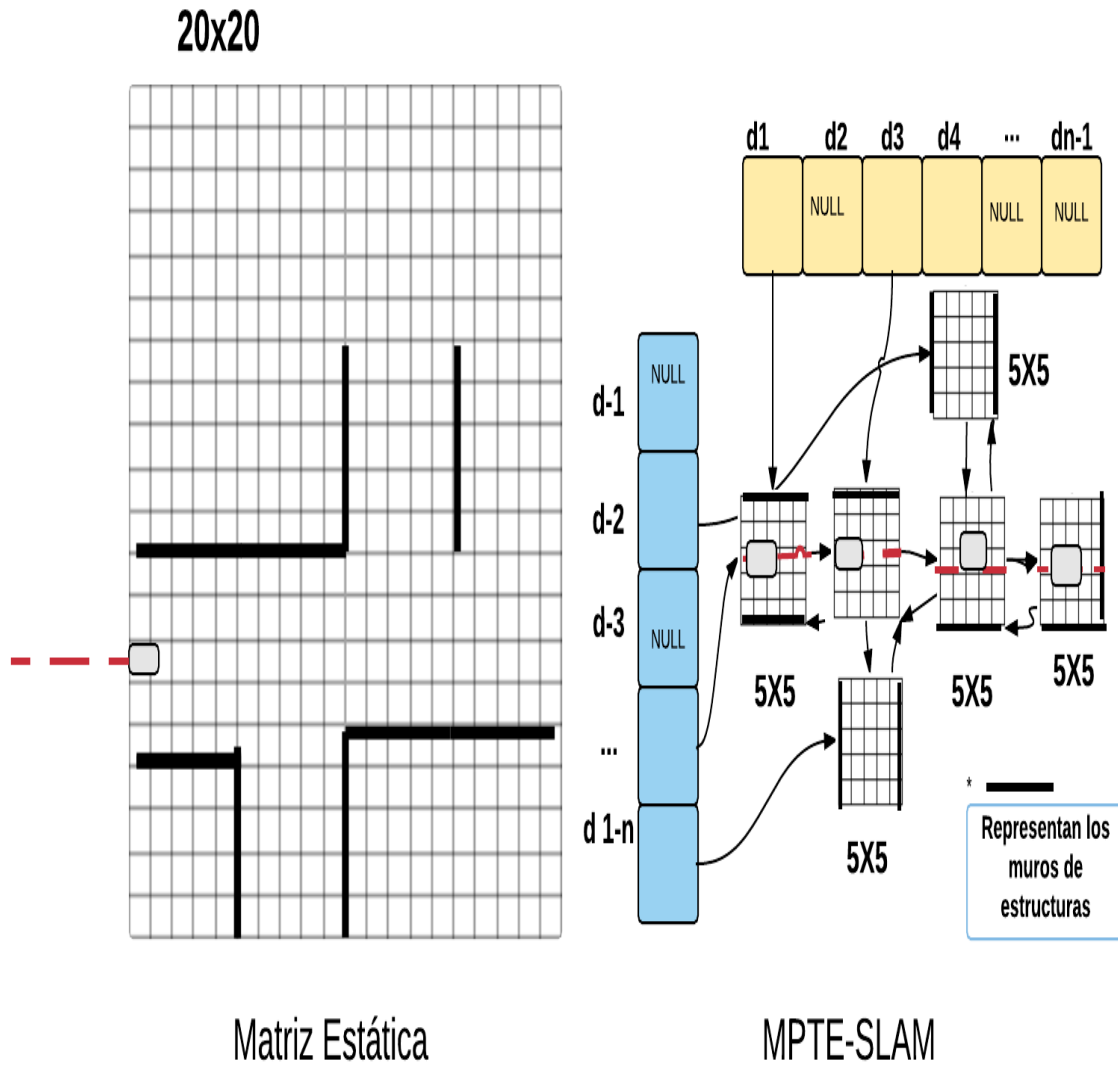 20x20
d1 d2 d3 d4 ... dn-1
NULL NULL NULL
d-1
NULL
d-2
d-3
NULL
...
d 1-n
5X5
5X5
5X5
5X5
5X5
*
Representan los
muros de
estructuras
Matriz Estática
MPTE-SLAM